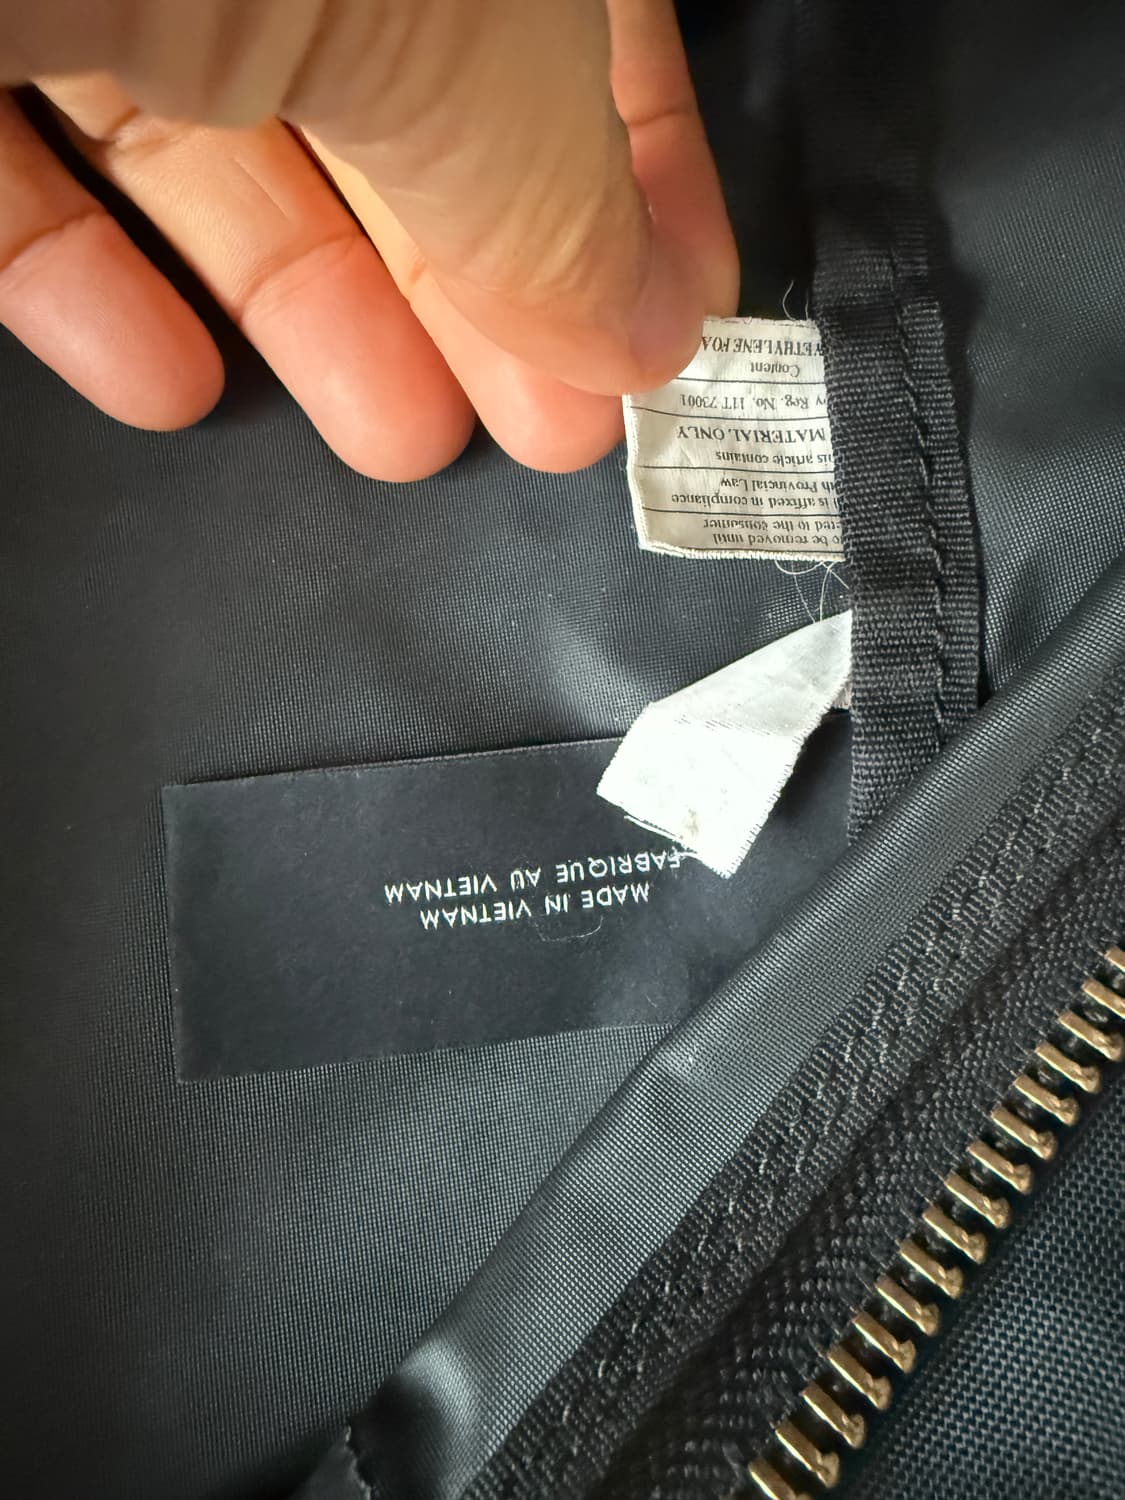 be removed until
ered to the consumer
is affixed in compliance
th Provincial Law
is article contains
MATERIAL ONLY
y Reg. No. 11T-73001
Content
YETHYLENE FOA
MADE IN VIETNAM
FABRIQUE AU VIETNAM